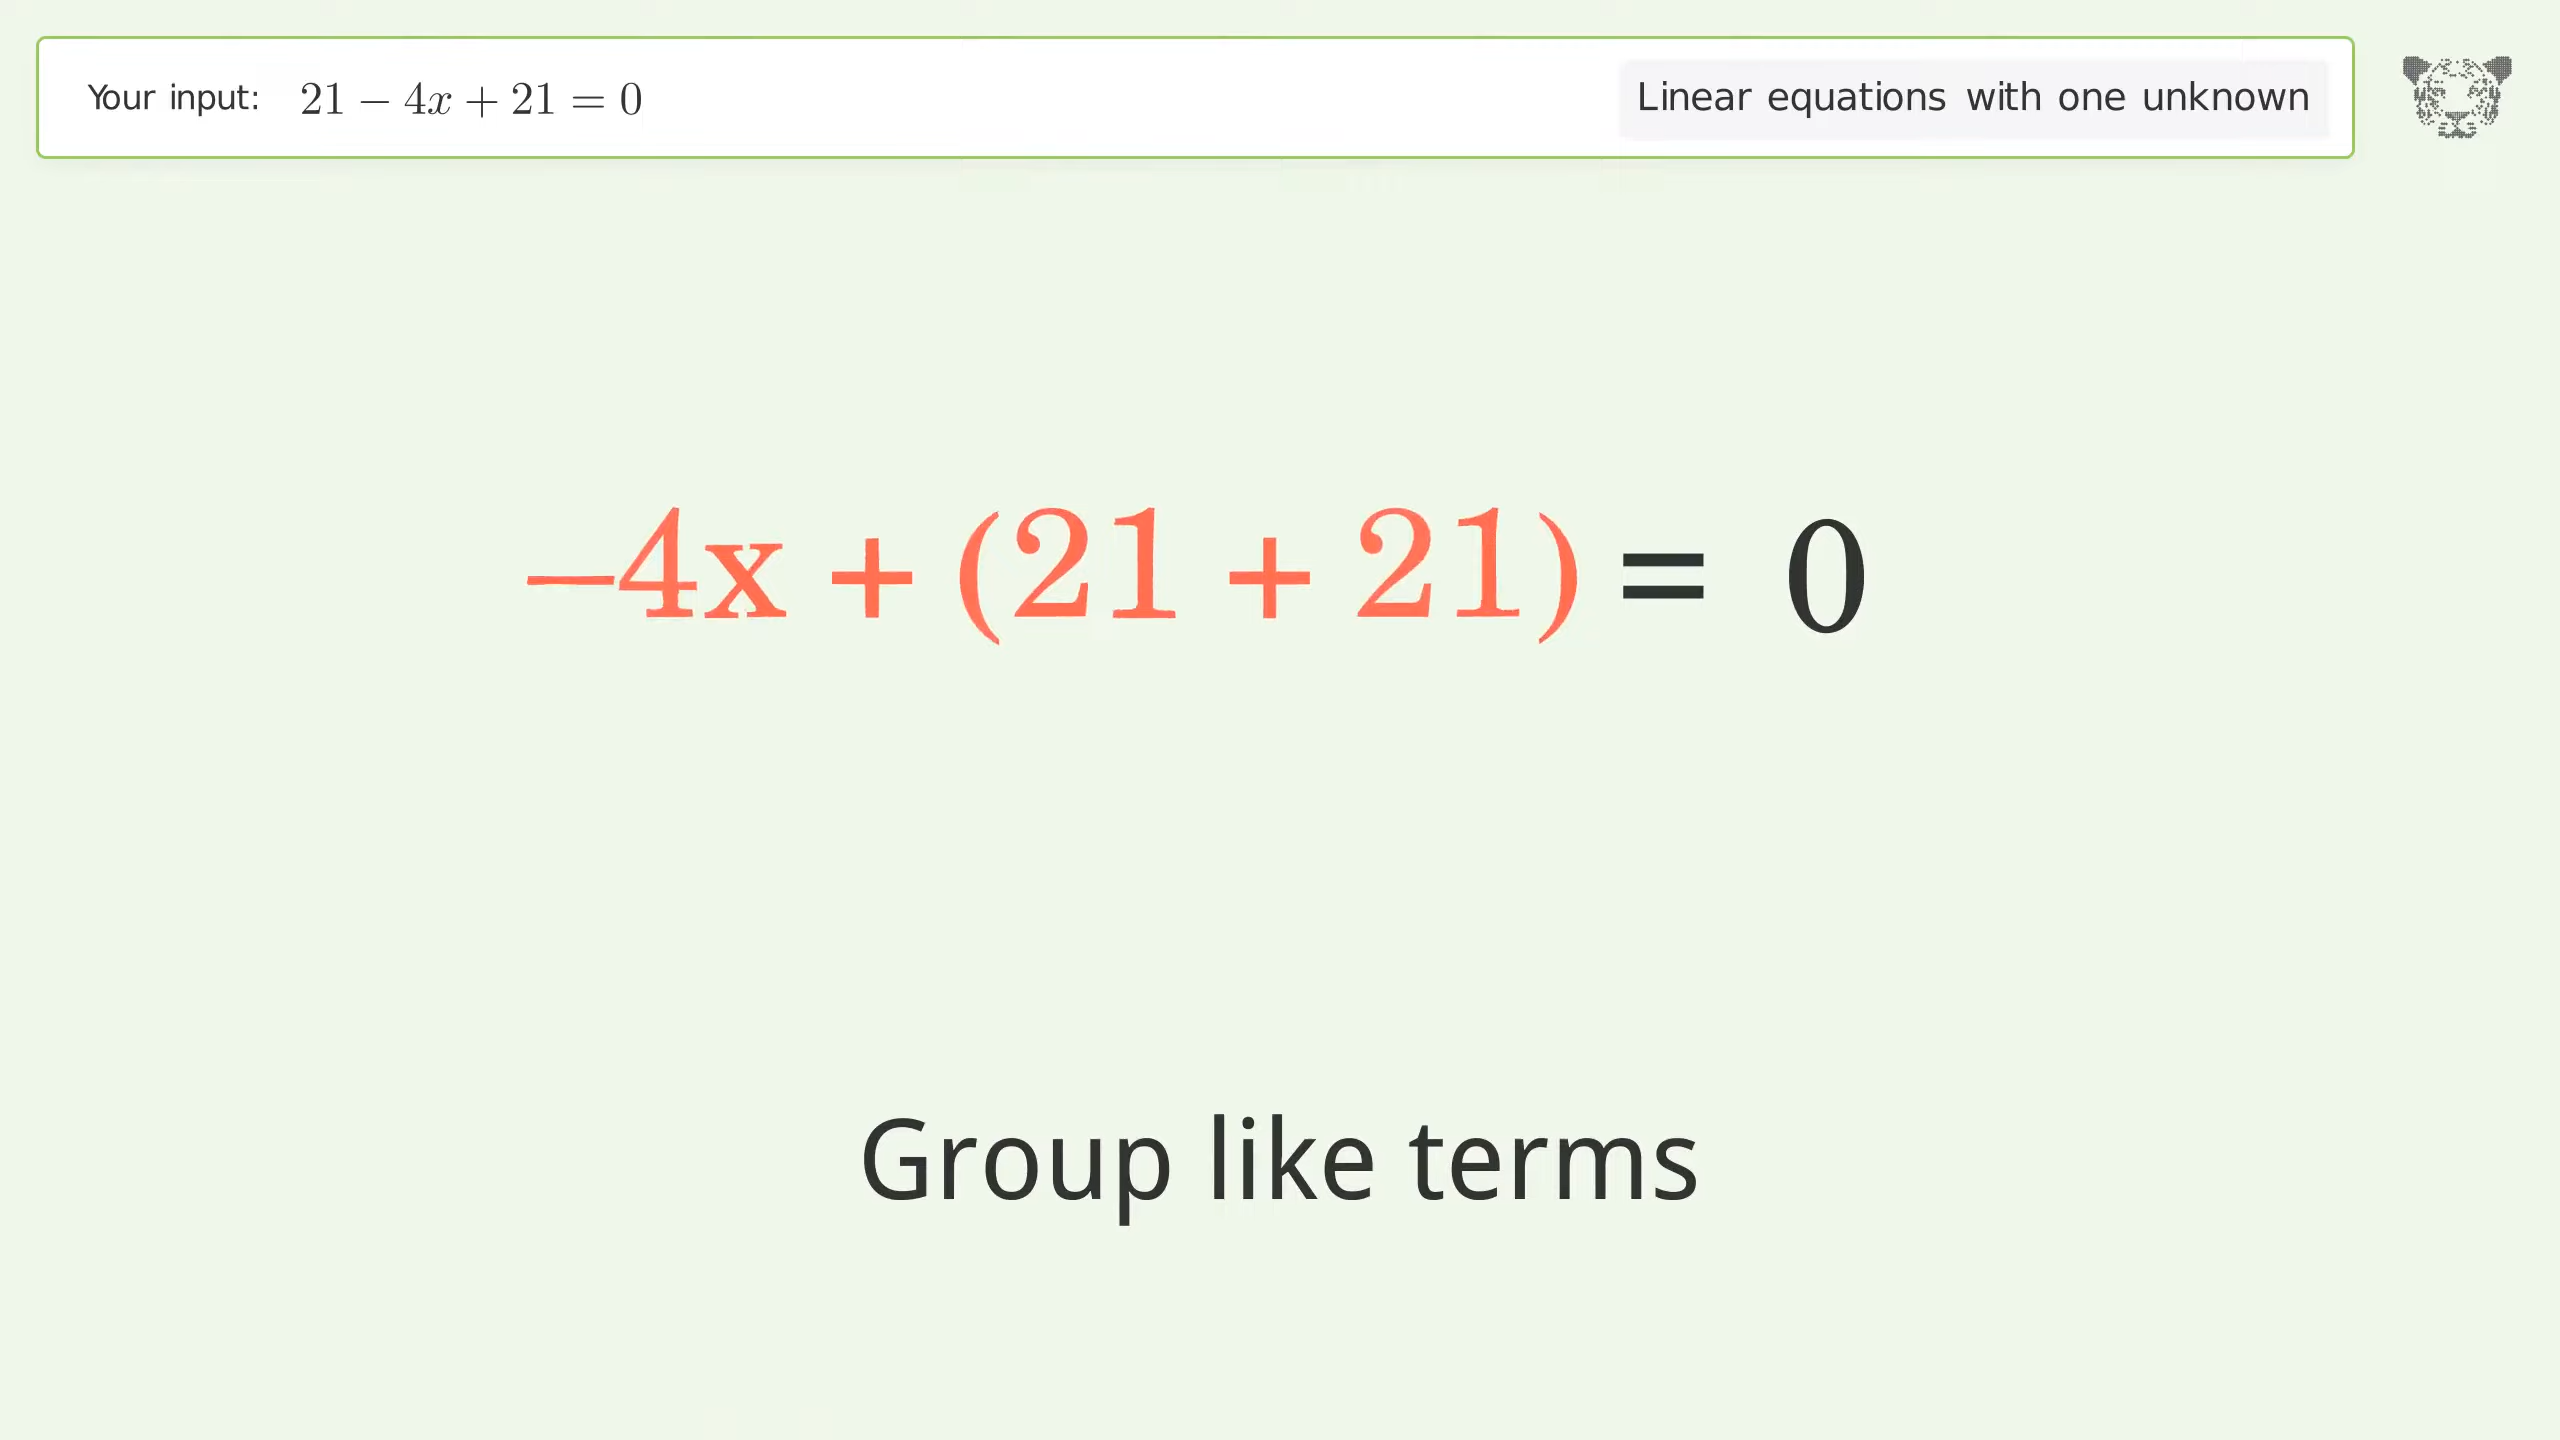 Your input: 21 − 4x + 21 = 0
Linear equations with one unknown
−4x + (21 + 21) = 0
Group like terms